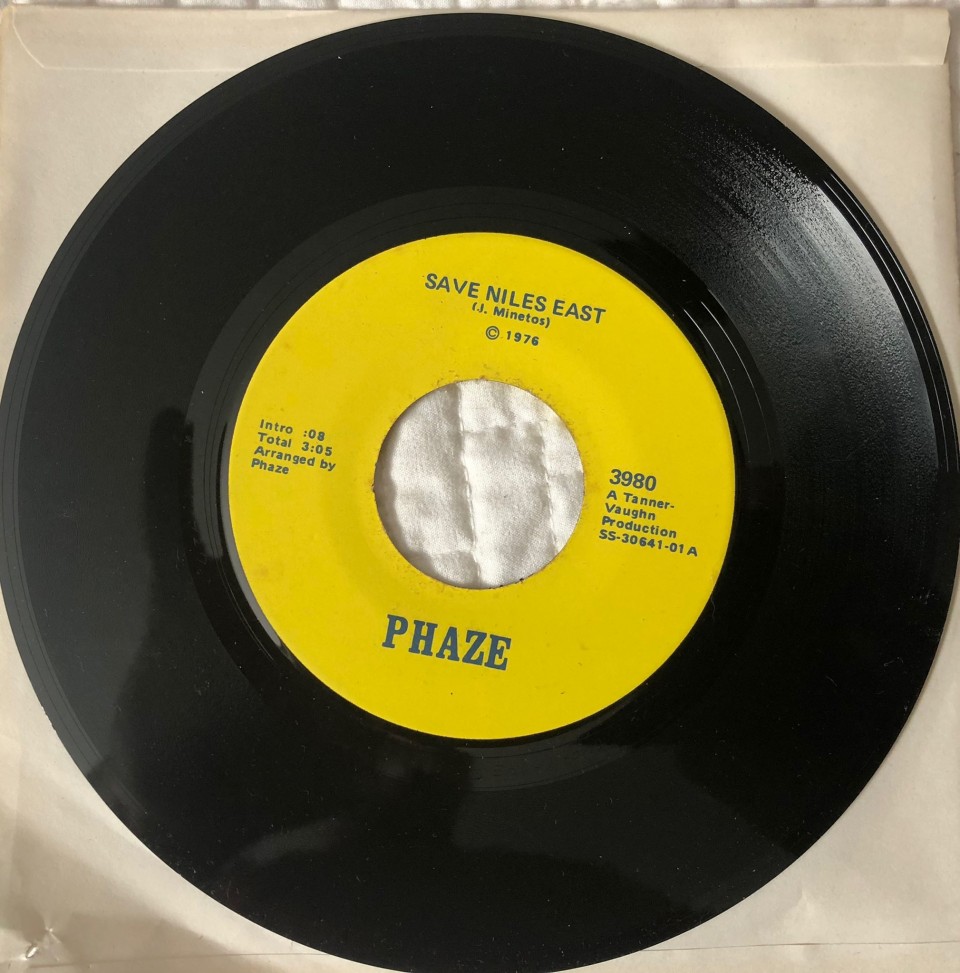 SAVE NILES EAST
(J. Minetos)
© 1976
Intro :08
Total 3:05
Arranged by
Phaze
3980
A Tanner-
Vaughn
Production
SS-30641-01A
PHAZE